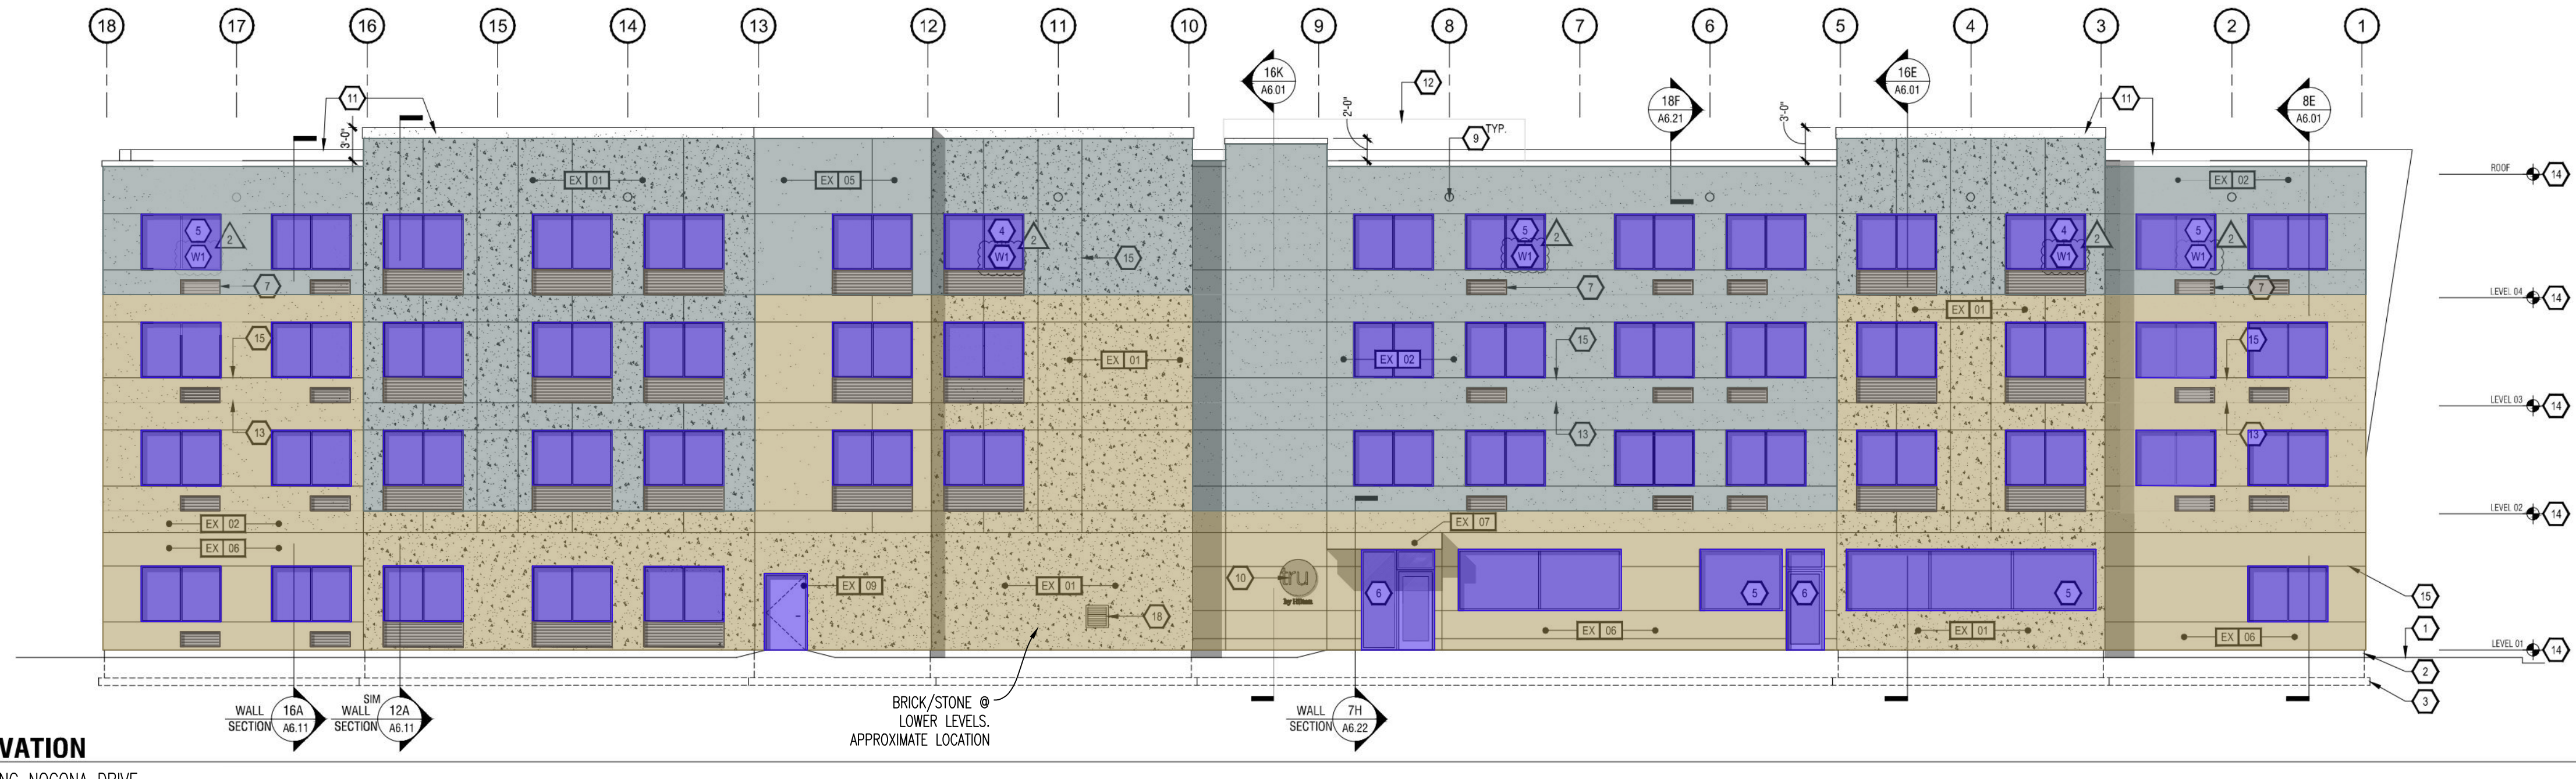 18 17 16 15 14 13 12 11 10 9 8 7 6 5 4 3 2 1
16K
A6.01
12
18F
A6.21
16E
A6.01
8E
A6.01
11
11
3'-0"
2'-0"
9 TYP.
3'-0"
EX 01
EX 05
EX 02
ROOF 14
5
W1
2
4
W1
2
15
5
W1
2
4
W1
2
5
W1
2
7
7
7
LEVEL 04 14
EX 01
15
EX 01
EX 02
15
15
LEVEL 03 14
13
13
13
EX 02
EX 07
LEVEL 02 14
EX 06
EX 09
EX 01
10
tru
by Hilton
6
5
6
5
15
18
EX 06
EX 01
EX 06
1
LEVEL 01 14
2
3
WALL
SECTION
16A
A6.11
SIM
WALL
SECTION
12A
A6.11
BRICK/STONE @
LOWER LEVELS.
APPROXIMATE LOCATION
WALL
SECTION
7H
A6.22
VATION